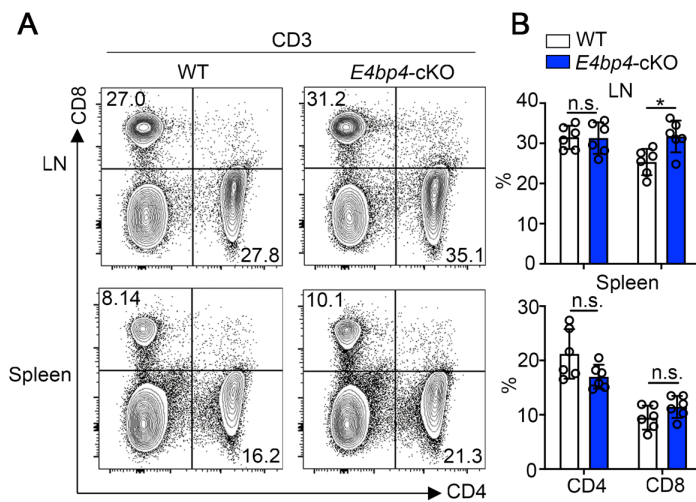 A
CD3
WT
E4bp4-cKO
CD8
27.0
31.2
LN
27.8
35.1
8.14
10.1
Spleen
16.2
21.3
CD4
B
WT
E4bp4-cKO
LN
n.s.
*
40
30
20
10
0
%
Spleen
n.s.
n.s.
30
20
10
0
%
CD4
CD8